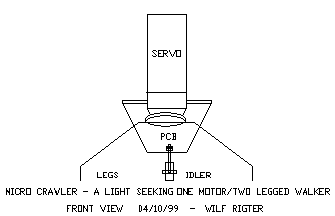 SERVO
PCB
LEGS IDLER
MICRO CRAWLER - A LIGHT SEEKING ONE MOTOR/TWO LEGGED WALKER
FRONT VIEW 04/10/99 - WILF RIGTER